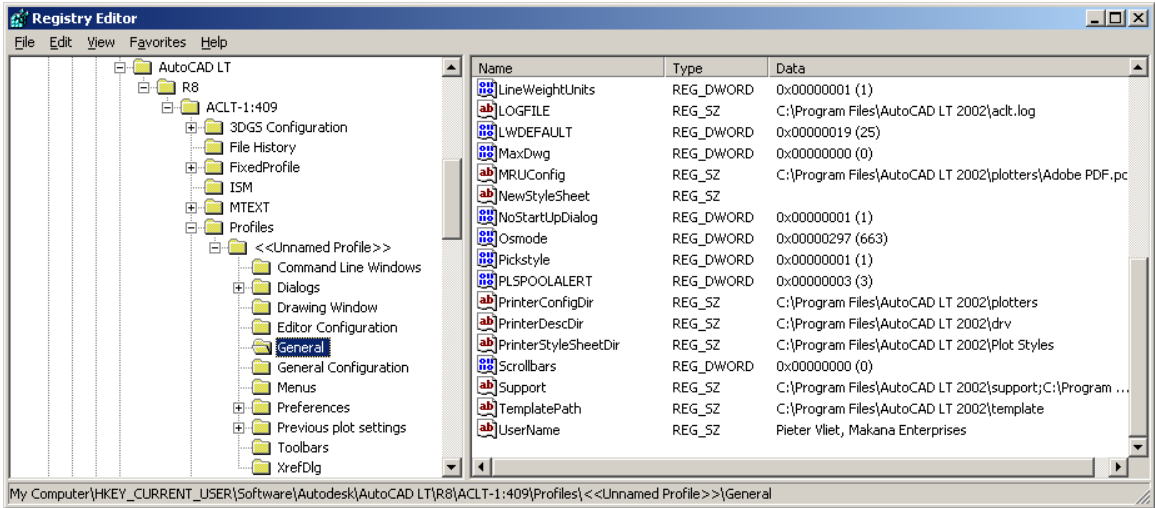 Registry Editor
File Edit View Favorites Help
AutoCAD LT
R8
ACLT-1:409
3DGS Configuration
File History
FixedProfile
ISM
MTEXT
Profiles
<<Unnamed Profile>>
Command Line Windows
Dialogs
Drawing Window
Editor Configuration
General
General Configuration
Menus
Preferences
Previous plot settings
Toolbars
XrefDlg
Name Type Data
LineWeightUnits REG_DWORD 0x00000001 (1)
LOGFILE REG_SZ C:\Program Files\AutoCAD LT 2002\aclt.log
LWDEFAULT REG_DWORD 0x00000019 (25)
MaxDwg REG_DWORD 0x00000000 (0)
MRUConfig REG_SZ C:\Program Files\AutoCAD LT 2002\plotters\Adobe PDF.pc
NewStyleSheet REG_SZ
NoStartUpDialog REG_DWORD 0x00000001 (1)
Osmode REG_DWORD 0x00000297 (663)
Pickstyle REG_DWORD 0x00000001 (1)
PLSPOOLALERT REG_DWORD 0x00000003 (3)
PrinterConfigDir REG_SZ C:\Program Files\AutoCAD LT 2002\plotters
PrinterDescDir REG_SZ C:\Program Files\AutoCAD LT 2002\drv
PrinterStyleSheetDir REG_SZ C:\Program Files\AutoCAD LT 2002\Plot Styles
Scrollbars REG_DWORD 0x00000000 (0)
Support REG_SZ C:\Program Files\AutoCAD LT 2002\support;C:\Program ...
TemplatePath REG_SZ C:\Program Files\AutoCAD LT 2002\template
UserName REG_SZ Pieter Vliet, Makana Enterprises
My Computer\HKEY_CURRENT_USER\Software\Autodesk\AutoCAD LT\R8\ACLT-1:409\Profiles\<<Unnamed Profile>>\General